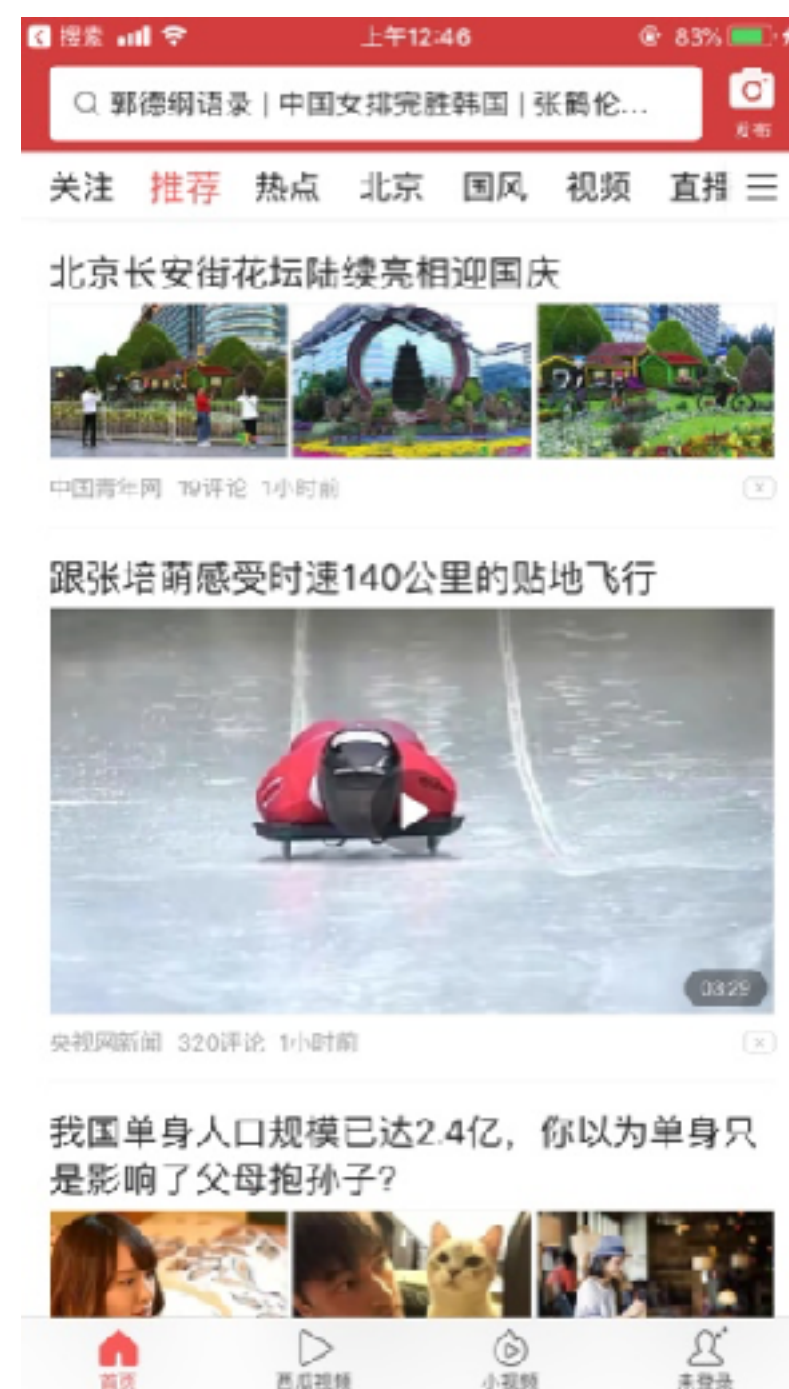 搜索 上午12:46 83%
郭德纲语录 | 中国女排完胜韩国 | 张鹤伦...
发布
关注 推荐 热点 北京 国风 视频 直播
北京长安街花坛陆续亮相迎国庆
中国青年网 19评论 1小时前
跟张培萌感受时速140公里的贴地飞行
03:29
央视网新闻 320评论 1小时前
我国单身人口规模已达2.4亿，你以为单身只
是影响了父母抱孙子?
首页 西瓜视频 小视频 未登录